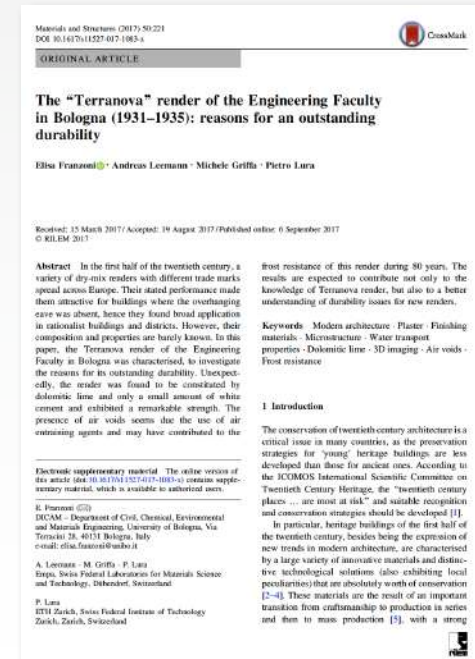 Materials and Structures (2017) 50:221
DOI 10.1617/s11527-017-1083-x
CrossMark
ORIGINAL ARTICLE
The “Terranova” render of the Engineering Faculty
in Bologna (1931–1935): reasons for an outstanding
durability
Elisa Franzoni · Andreas Leemann · Michele Griffa · Pietro Lura
Received: 15 March 2017 / Accepted: 19 August 2017 / Published online: 6 September 2017
© RILEM 2017
Abstract In the first half of the twentieth century, a
variety of dry-mix renders with different trade marks
spread across Europe. Their stated performance made
them attractive for buildings where the overhanging
eave was absent, hence they found broad application
in rationalist buildings and districts. However, their
composition and properties are barely known. In this
paper, the Terranova render of the Engineering
Faculty in Bologna was characterised, to investigate
the reasons for its outstanding durability. Unexpect-
edly, the render was found to be constituted by
dolomitic lime and only a small amount of white
cement and exhibited a remarkable strength. The
presence of air voids seems due the use of air
entraining agents and may have contributed to the
Electronic supplementary material The online version of
this article (doi:10.1617/s11527-017-1083-x) contains supple-
mentary material, which is available to authorized users.
E. Franzoni
DICAM – Department of Civil, Chemical, Environmental
and Materials Engineering, University of Bologna, Via
Terracini 28, 40131 Bologna, Italy
e-mail: elisa.franzoni@unibo.it
A. Leemann · M. Griffa · P. Lura
Empa, Swiss Federal Laboratories for Materials Science
and Technology, Dübendorf, Switzerland
P. Lura
ETH Zurich, Swiss Federal Institute of Technology
Zurich, Zurich, Switzerland
frost resistance of this render during 80 years. The
results are expected to contribute not only to the
knowledge of Terranova render, but also to a better
understanding of durability issues for new renders.
Keywords Modern architecture · Plaster · Finishing
materials · Microstructure · Water transport
properties · Dolomitic lime · 3D imaging · Air voids ·
Frost resistance
1 Introduction
The conservation of twentieth century architecture is a
critical issue in many countries, as the preservation
strategies for ‘young’ heritage buildings are less
developed than those for ancient ones. According to
the ICOMOS International Scientific Committee on
Twentieth Century Heritage, the “twentieth century
places … are most at risk” and suitable recognition
and conservation strategies should be developed [1].
In particular, heritage buildings of the first half of
the twentieth century, besides being the expression of
new trends in modern architecture, are characterised
by a large variety of innovative materials and distinc-
tive technological solutions (also exhibiting local
peculiarities) that are absolutely worth of conservation
[2–4]. These materials are the result of an important
transition from craftsmanship to production in series
and then to mass production [5], with a strong